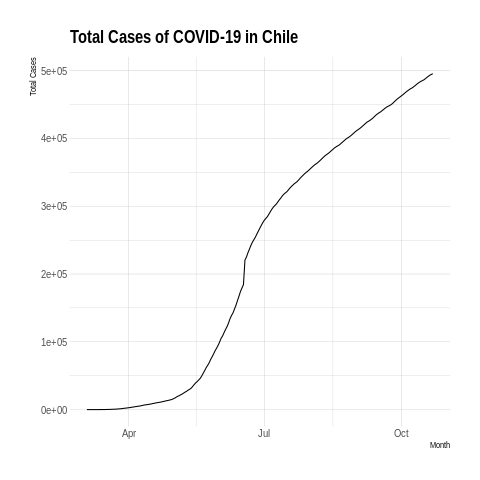 Total Cases of COVID-19 in Chile
Total Cases
5e+05
4e+05
3e+05
2e+05
1e+05
0e+00
Apr
Jul
Oct
Month